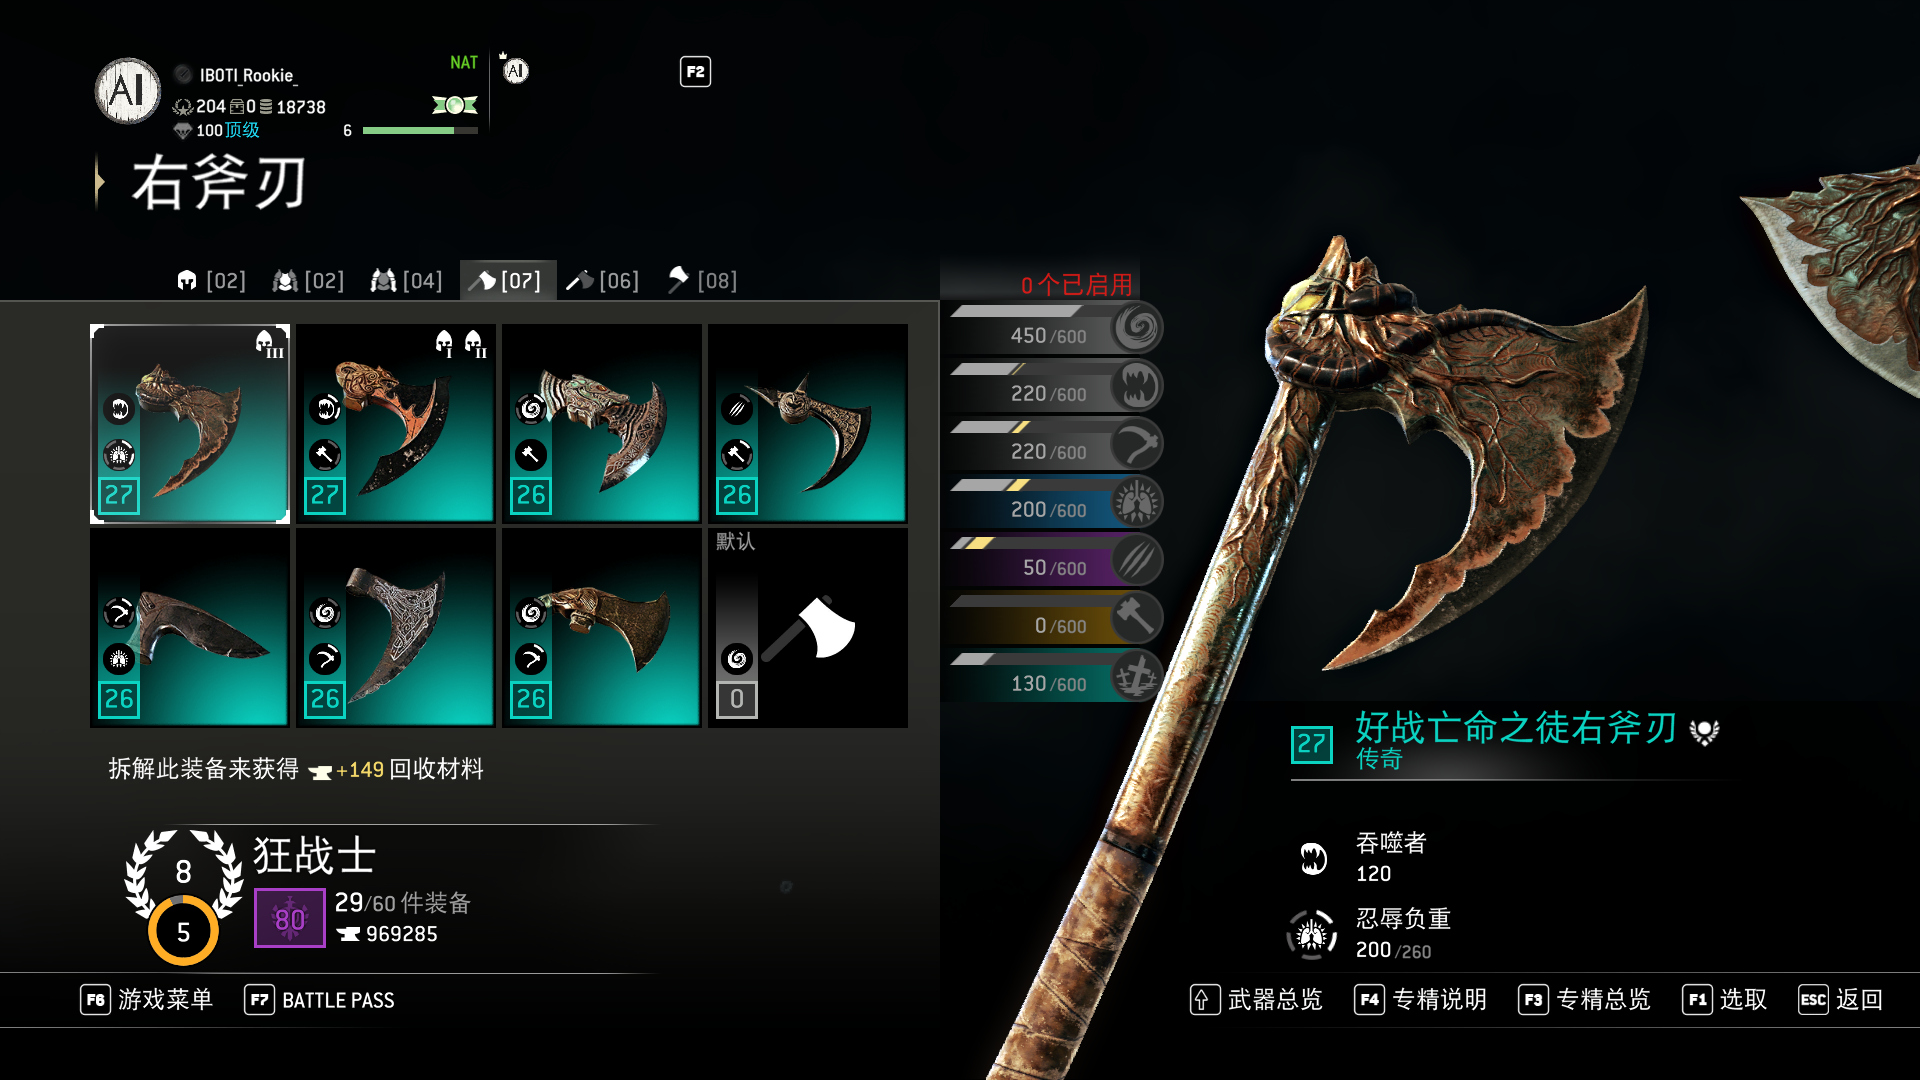 AI
IBOTI_Rookie_
NAT
AI
F2
204 0 18738
100 顶级
6
右斧刃
[02] [02] [04] [07] [06] [08]
0 个已启用
450/600
220/600
220/600
200/600
50/600
0/600
130/600
III
27
I II
27
26
26
26
26
26
默认
0
拆解此装备来获得 +149 回收材料
8
5
狂战士
80
29/60 件装备
969285
27
好战亡命之徒右斧刃
传奇
吞噬者
120
忍辱负重
200/260
F6 游戏菜单
F7 BATTLE PASS
武器总览
F4 专精说明
F3 专精总览
F1 选取
ESC 返回